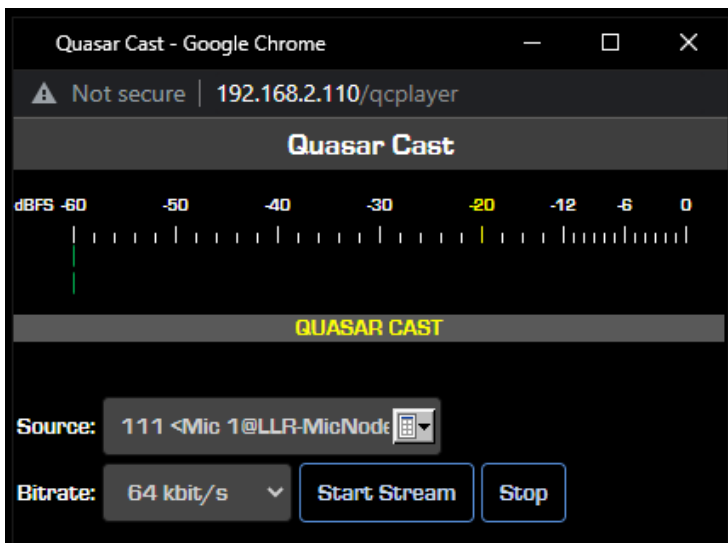 Quasar Cast - Google Chrome
Not secure | 192.168.2.110/qcplayer
Quasar Cast
dBFS -60 -50 -40 -30 -20 -12 -6 0
QUASAR CAST
Source: 111 <Mic 1@LLR-MicNode
Bitrate: 64 kbit/s Start Stream Stop